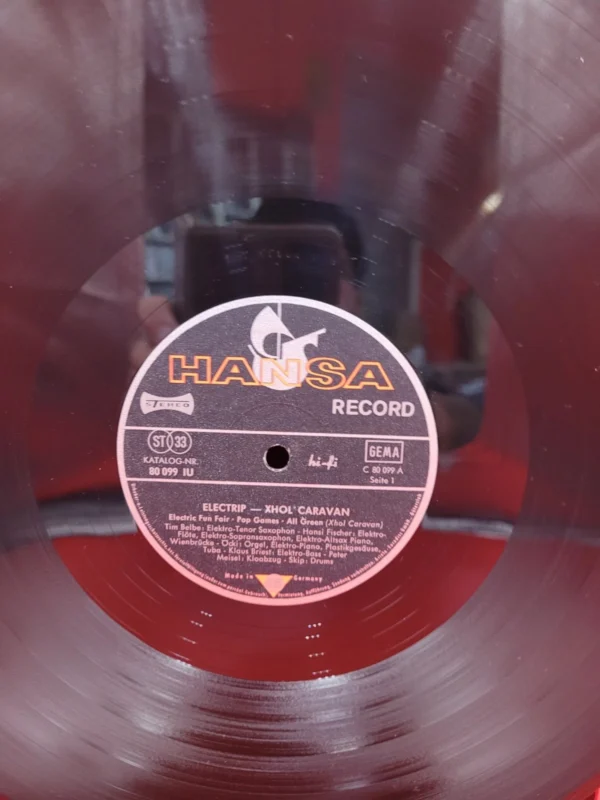 HANSA
RECORD
STEREO
ST 33
KATALOG-NR.
80 099 IU
hi-fi
GEMA
C 80 099 A
Seite 1
ELECTRIP — XHOL' CARAVAN
Electric Fun Fair · Pop Games · All Green (Xhol Caravan)
Tim Belbe: Elektro-Tenor Saxophon - Hansi Fischer: Elektro-
Flöte, Elektro-Sopransaxophon, Elektro-Altsax Piano,
Wienbrücke - Öcki: Orgel, Elektro-Piano, Plastikgeräusse,
Tuba - Klaus Briest: Elektro-Bass - Peter
Meisel: Kloabzug - Skip: Drums
Made in Germany